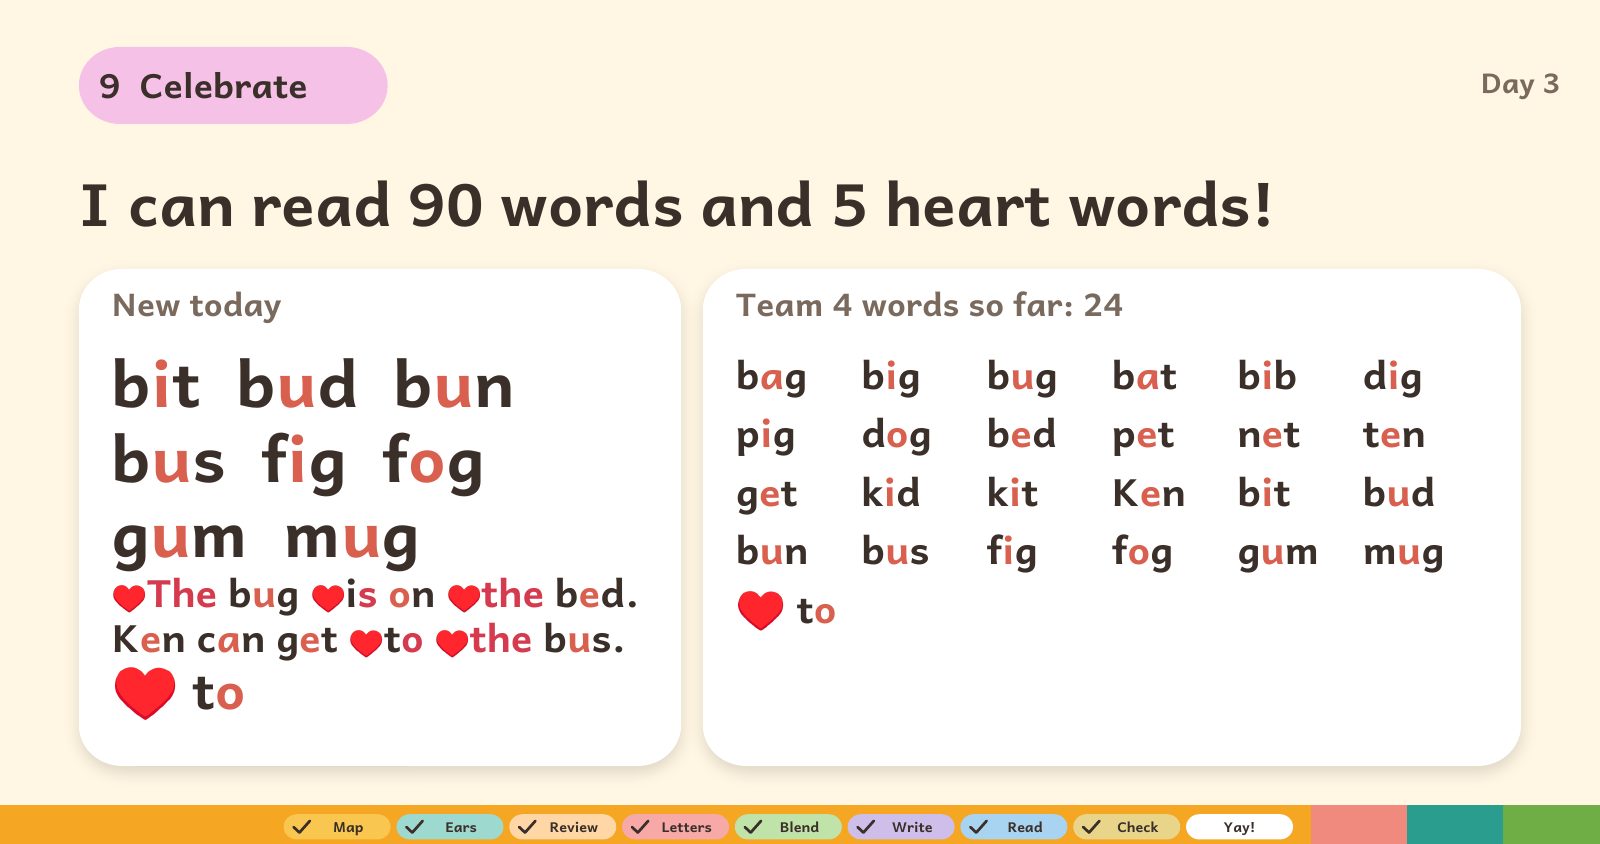 9 Celebrate
Day 3
I can read 90 words and 5 heart words!
New today
bit bud bun
bus fig fog
gum mug
❤The bug ❤is on ❤the bed.
Ken can get ❤to ❤the bus.
❤ to
Team 4 words so far: 24
bag big bug bat bib dig
pig dog bed pet net ten
get kid kit Ken bit bud
bun bus fig fog gum mug
❤ to
✓ Map ✓ Ears ✓ Review ✓ Letters ✓ Blend ✓ Write ✓ Read ✓ Check Yay!